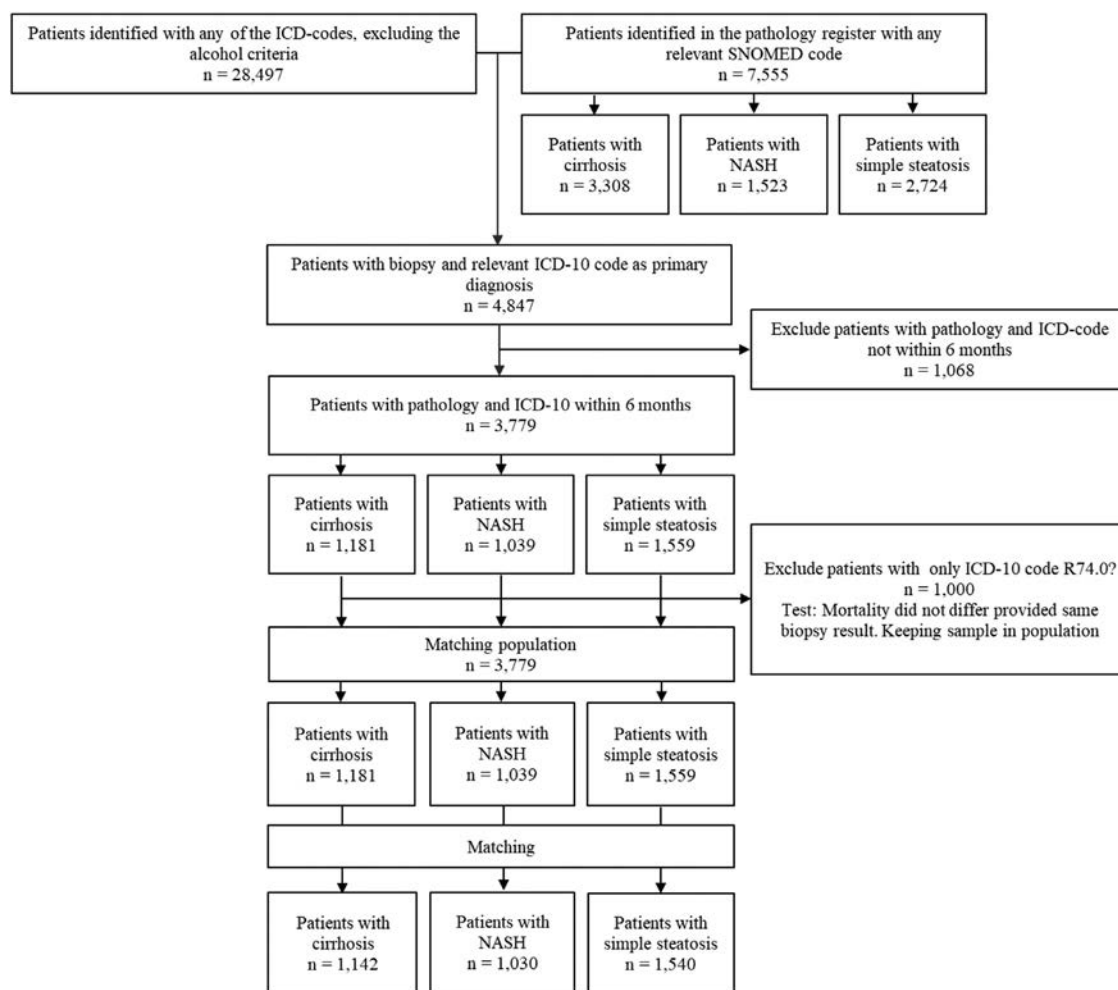 Patients identified with any of the ICD-codes, excluding the
alcohol criteria
n = 28,497
Patients identified in the pathology register with any
relevant SNOMED code
n = 7,555
Patients with
cirrhosis
n = 3,308
Patients with
NASH
n = 1,523
Patients with
simple steatosis
n = 2,724
Patients with biopsy and relevant ICD-10 code as primary
diagnosis
n = 4,847
Exclude patients with pathology and ICD-code
not within 6 months
n = 1,068
Patients with pathology and ICD-10 within 6 months
n = 3,779
Patients with
cirrhosis
n = 1,181
Patients with
NASH
n = 1,039
Patients with
simple steatosis
n = 1,559
Exclude patients with only ICD-10 code R74.0?
n = 1,000
Test: Mortality did not differ provided same
biopsy result. Keeping sample in population
Matching population
n = 3,779
Patients with
cirrhosis
n = 1,181
Patients with
NASH
n = 1,039
Patients with
simple steatosis
n = 1,559
Matching
Patients with
cirrhosis
n = 1,142
Patients with
NASH
n = 1,030
Patients with
simple steatosis
n = 1,540